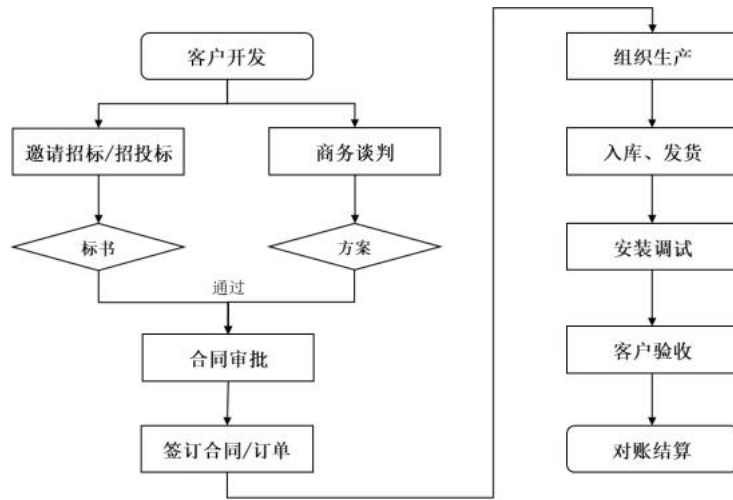 客户开发
邀请招标/招投标
商务谈判
标书
方案
通过
合同审批
签订合同/订单
组织生产
入库、发货
安装调试
客户验收
对账结算